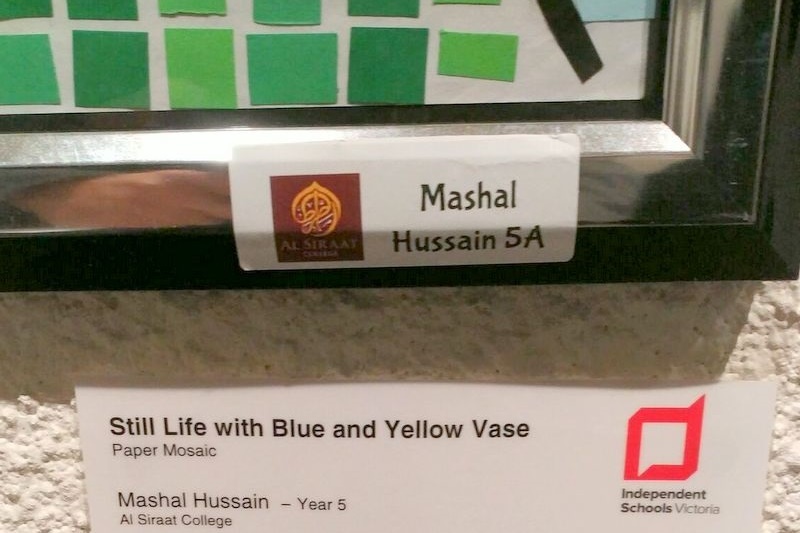 Mashal
Hussain 5A
AL SIRAAT
COLLEGE
Still Life with Blue and Yellow Vase
Paper Mosaic
Mashal Hussain – Year 5
Al Siraat College
Independent
Schools Victoria